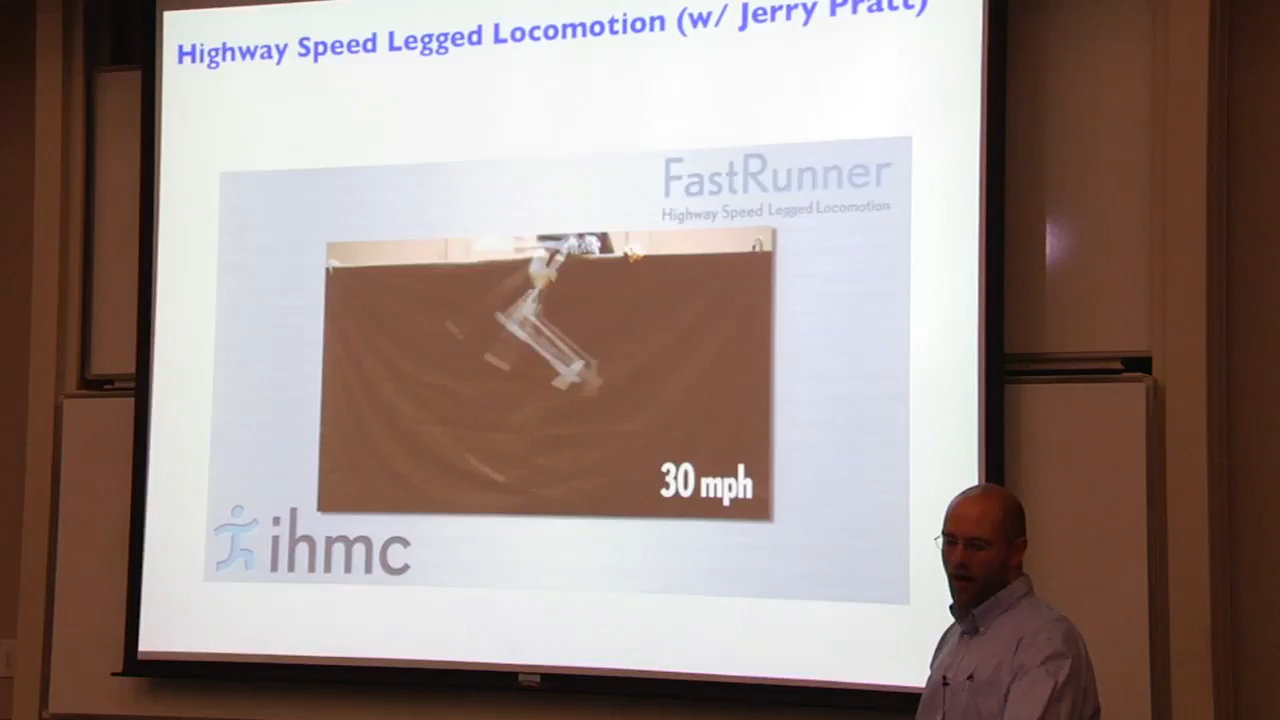 Highway Speed Legged Locomotion (w/ Jerry Pratt)
FastRunner
Highway Speed Legged Locomotion
30 mph
ihmc